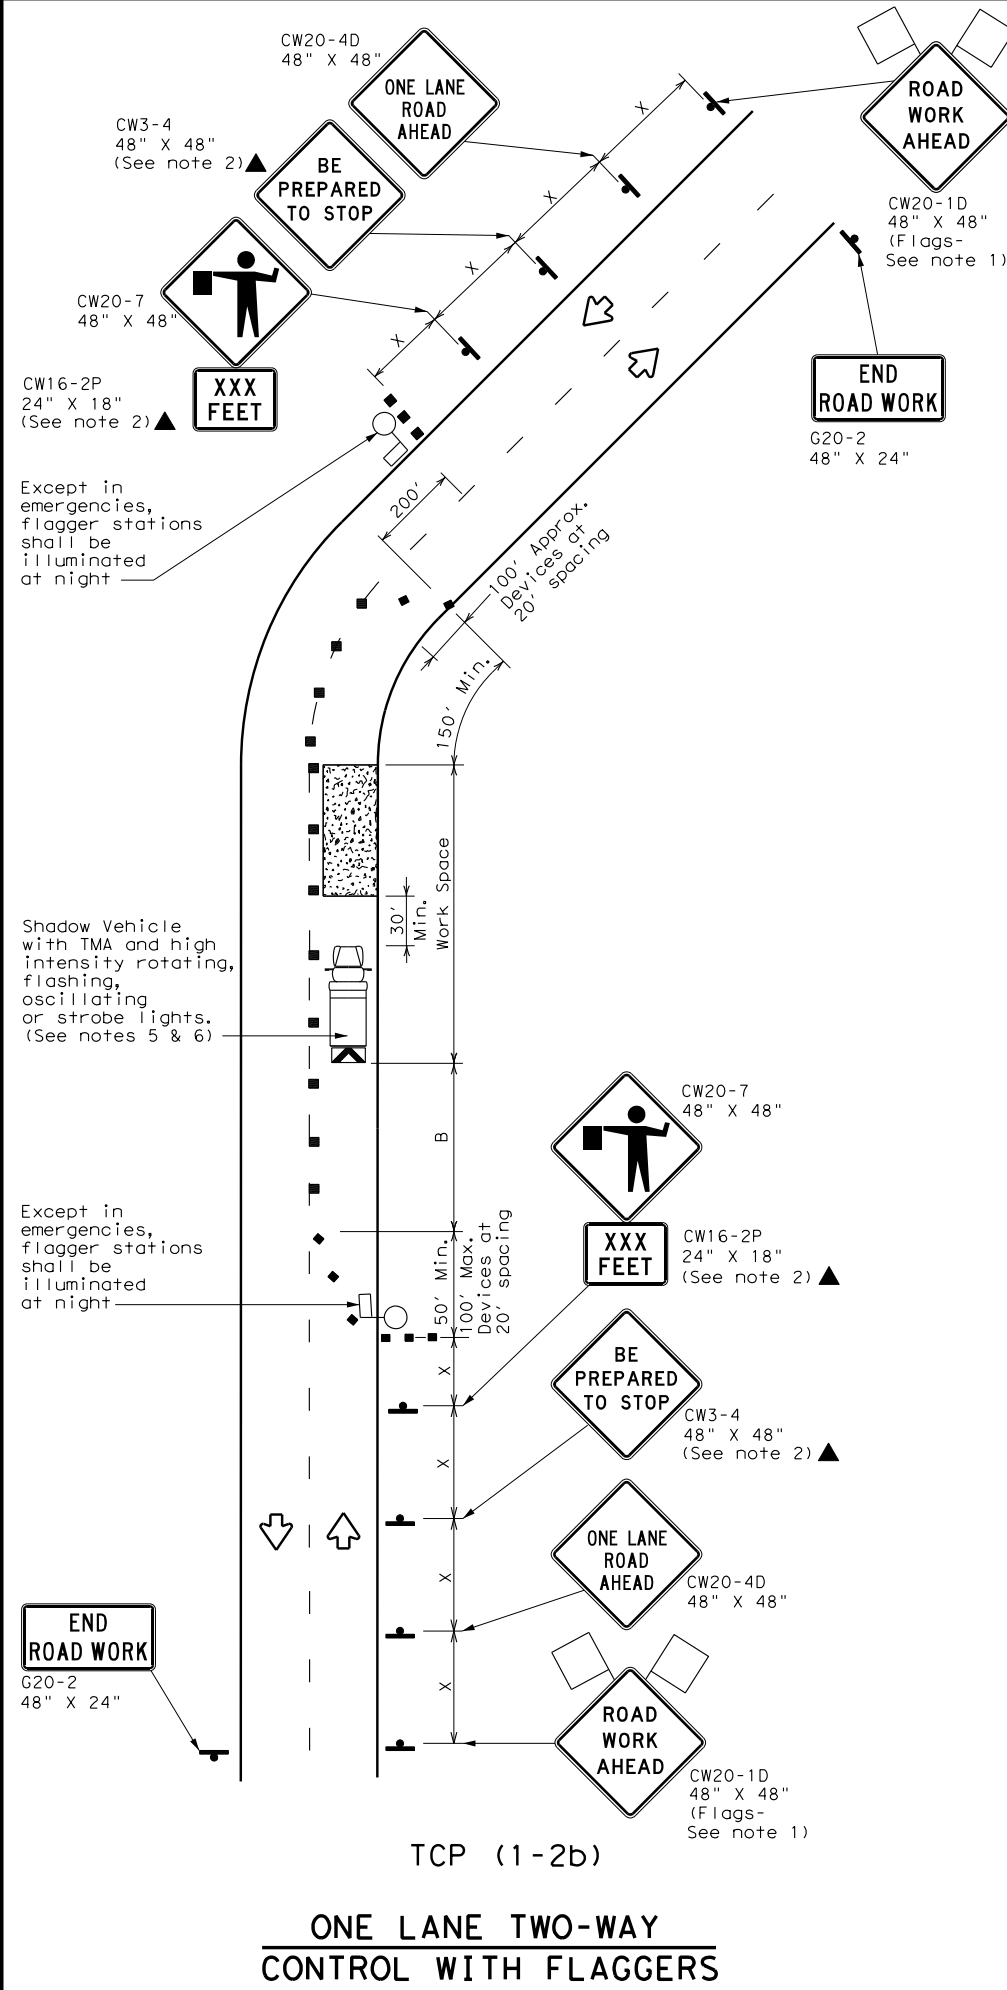 CW20-4D
48" X 48"
ONE LANE
ROAD
AHEAD
ROAD
WORK
AHEAD
CW20-1D
48" X 48"
(Flags-
See note 1)
CW3-4
48" X 48"
(See note 2)
BE
PREPARED
TO STOP
CW20-7
48" X 48"
CW16-2P
24" X 18"
(See note 2)
XXX
FEET
X
X
X
X
END
ROAD WORK
G20-2
48" X 24"
Except in
emergencies,
flagger stations
shall be
illuminated
at night
200'
100' Approx.
Devices at
20' spacing
150' Min.
Work Space
30'
Min.
Shadow Vehicle
with TMA and high
intensity rotating,
flashing,
oscillating
or strobe lights.
(See notes 5 & 6)
B
CW20-7
48" X 48"
XXX
FEET
CW16-2P
24" X 18"
(See note 2)
Except in
emergencies,
flagger stations
shall be
illuminated
at night
50' Min.
100' Max.
Devices at
20' spacing
X
X
X
X
BE
PREPARED
TO STOP
CW3-4
48" X 48"
(See note 2)
ONE LANE
ROAD
AHEAD
CW20-4D
48" X 48"
END
ROAD WORK
G20-2
48" X 24"
ROAD
WORK
AHEAD
CW20-1D
48" X 48"
(Flags-
See note 1)
TCP (1-2b)
ONE LANE TWO-WAY
CONTROL WITH FLAGGERS